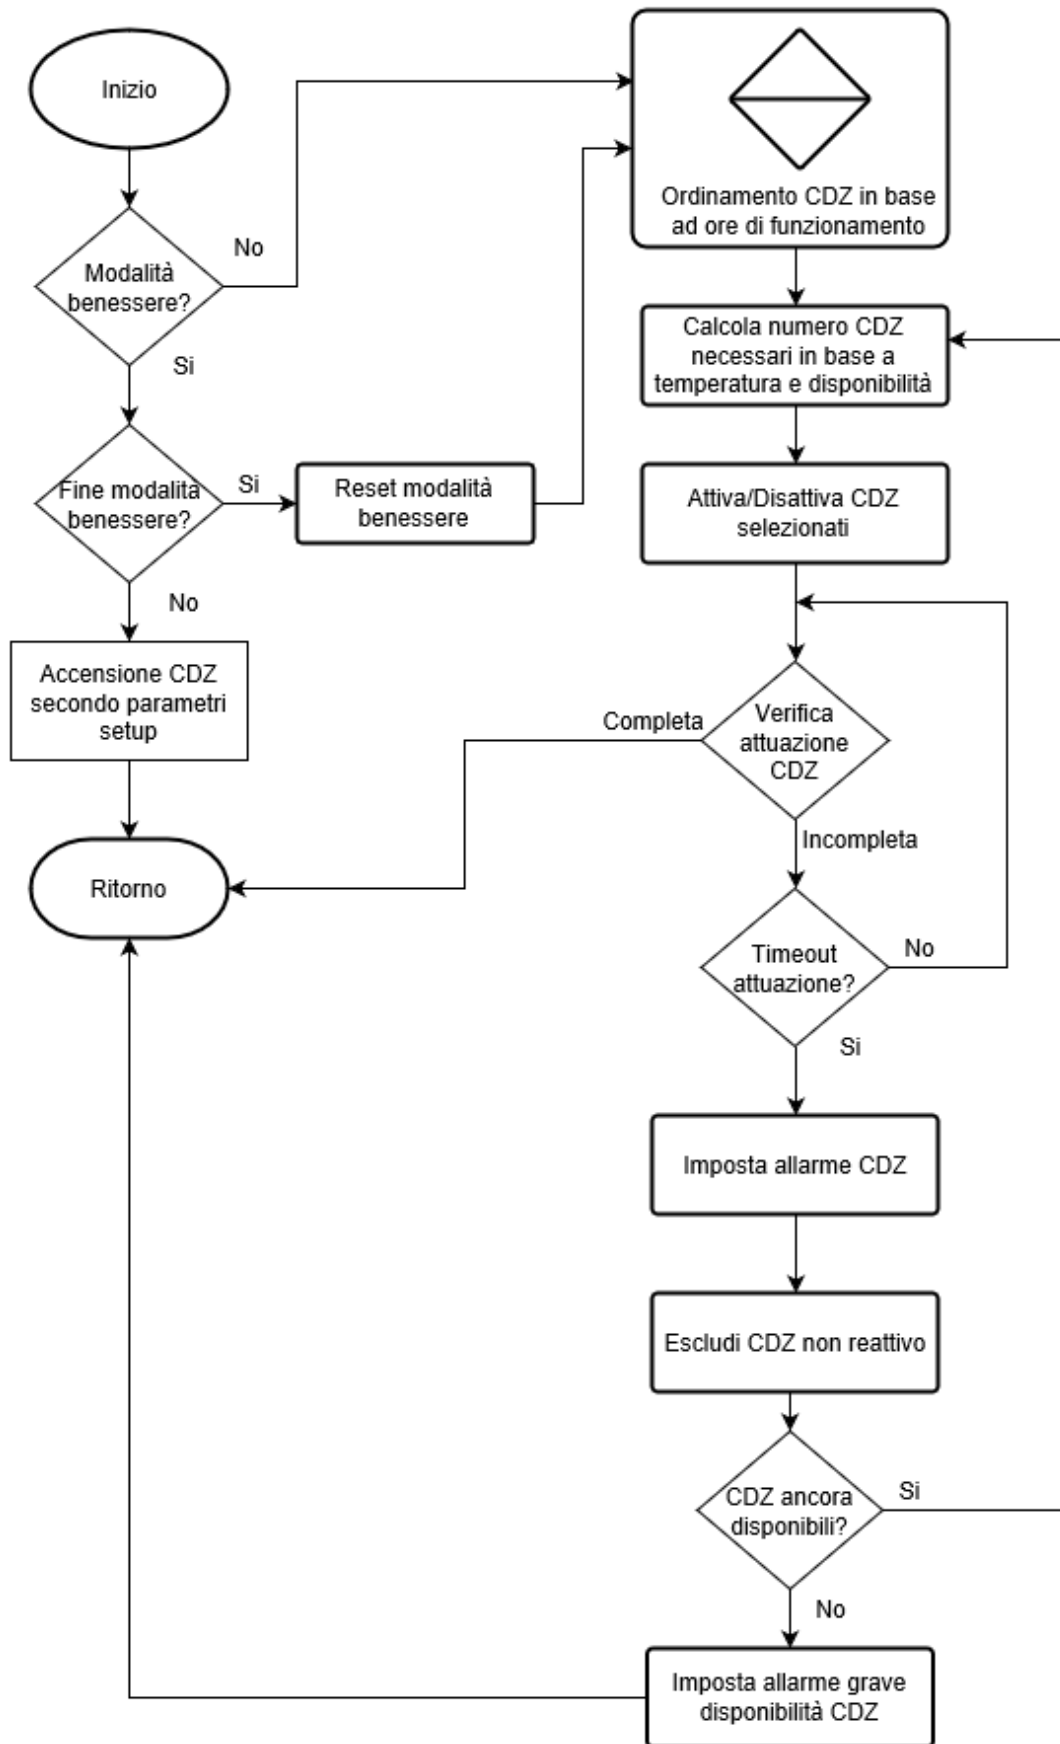 Inizio
No
Modalità
benessere?
Si
Fine modalità
benessere?
Si
Reset modalità
benessere
No
Accensione CDZ
secondo parametri
setup
Ritorno
Ordinamento CDZ in base
ad ore di funzionamento
Calcola numero CDZ
necessari in base a
temperatura e disponibilità
Attiva/Disattiva CDZ
selezionati
Completa
Verifica
attuazione
CDZ
Incompleta
Timeout
attuazione?
No
Si
Imposta allarme CDZ
Escludi CDZ non reattivo
CDZ ancora
disponibili?
Si
No
Imposta allarme grave
disponibilità CDZ